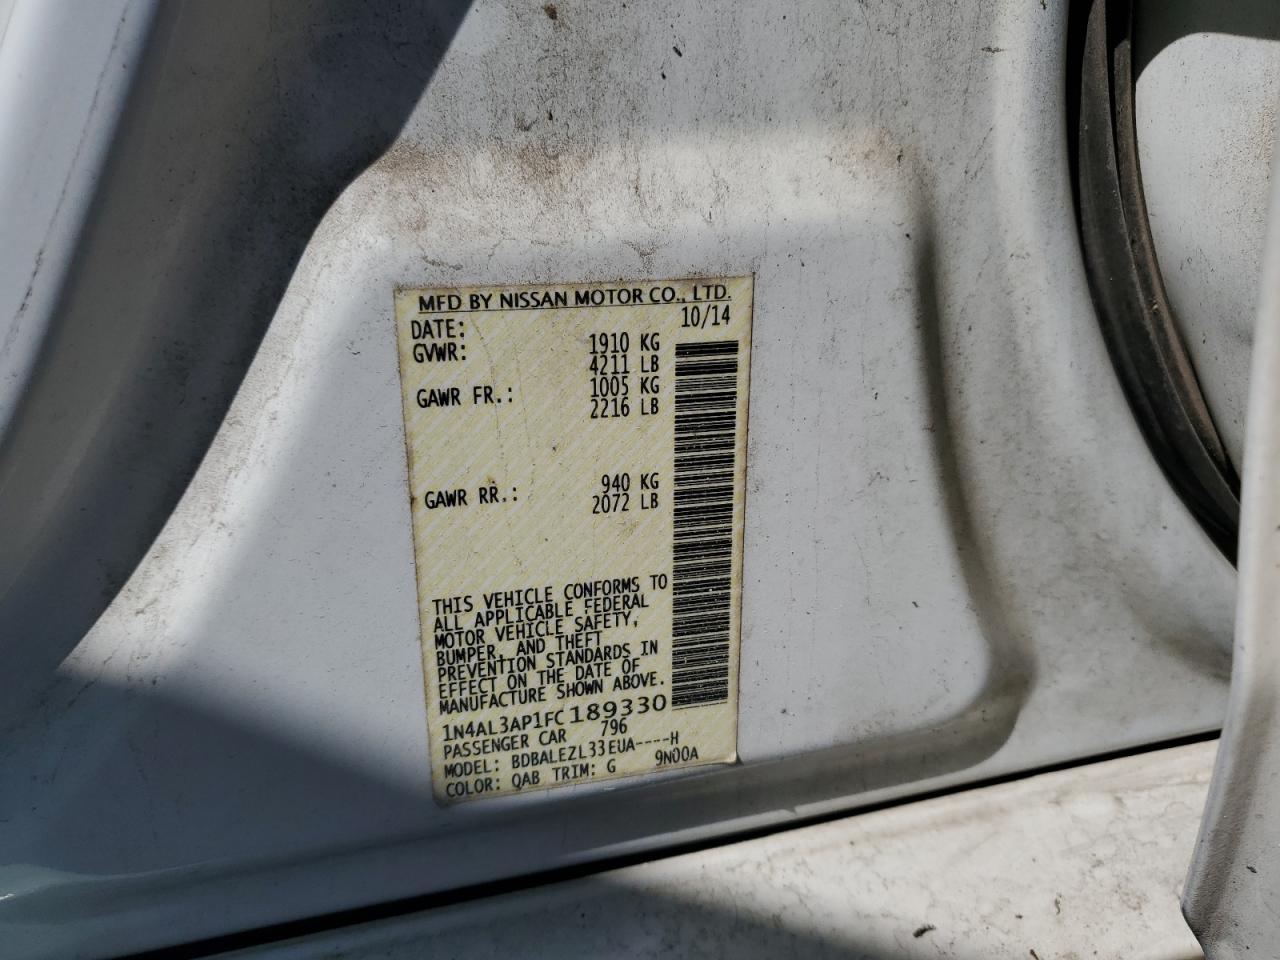 MFD BY NISSAN MOTOR CO., LTD.
DATE: 10/14
GVWR: 1910 KG
4211 LB
GAWR FR.: 1005 KG
2216 LB
GAWR RR.: 940 KG
2072 LB
THIS VEHICLE CONFORMS TO
ALL APPLICABLE FEDERAL
MOTOR VEHICLE SAFETY,
BUMPER, AND THEFT
PREVENTION STANDARDS IN
EFFECT ON THE DATE OF
MANUFACTURE SHOWN ABOVE.
1N4AL3AP1FC189330
PASSENGER CAR 796
MODEL: BDBALEZL33EUA----H
COLOR: QAB TRIM: G 9N00A